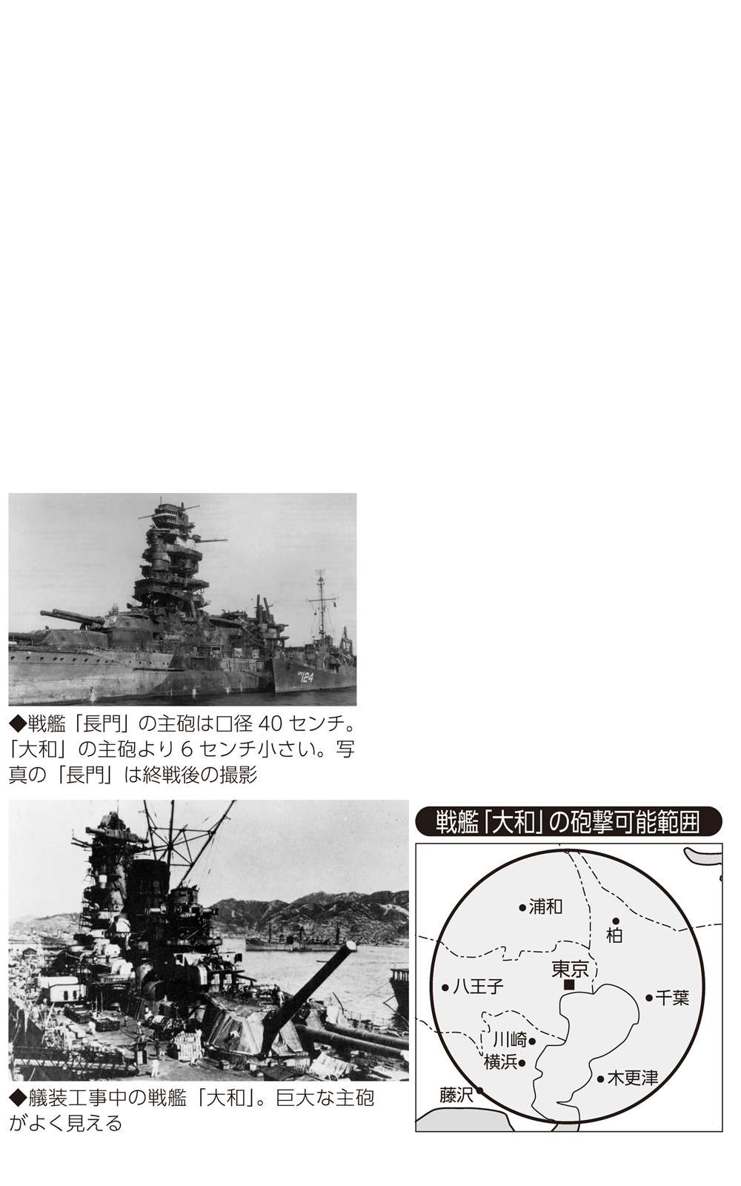 124
◆戦艦「長門」の主砲は口径 40 センチ。
「大和」の主砲より 6 センチ小さい。写
真の「長門」は終戦後の撮影
◆艤装工事中の戦艦「大和」。巨大な主砲
がよく見える
戦艦「大和」の砲撃可能範囲
浦和
柏
東京
八王子
千葉
川崎
横浜
木更津
藤沢